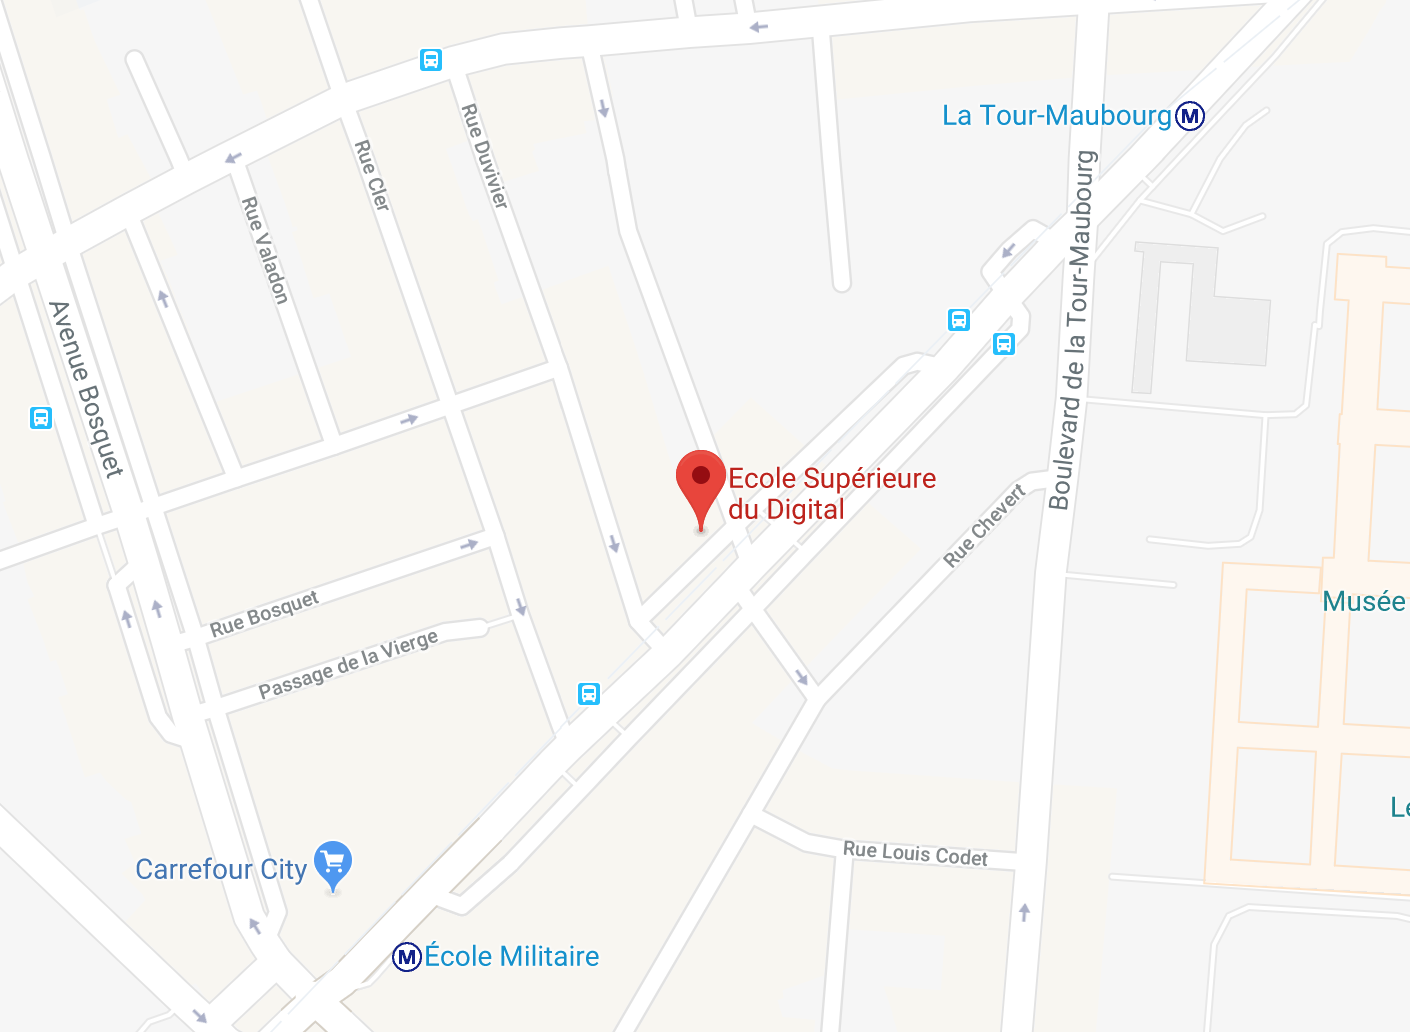 La Tour-Maubourg
M
Rue Duvivier
Rue Cler
Rue Valadon
Boulevard de la Tour-Maubourg
Avenue Bosquet
Ecole Supérieure
du Digital
Rue Chevert
Rue Bosquet
Passage de la Vierge
Musée
Le
Rue Louis Codet
Carrefour City
M
École Militaire